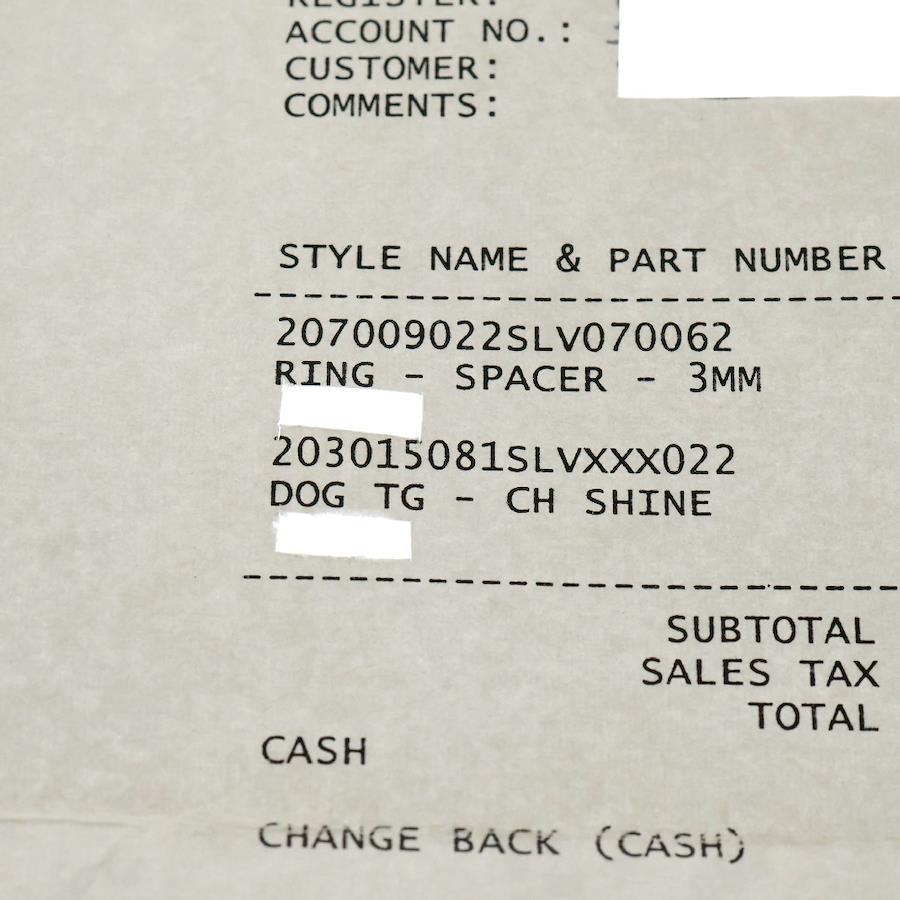 REGISTER:
ACCOUNT NO.:
CUSTOMER:
COMMENTS:
STYLE NAME & PART NUMBER
207009022SLV070062
RING - SPACER - 3MM
203015081SLVXXX022
DOG TG - CH SHINE
SUBTOTAL
SALES TAX
TOTAL
CASH
CHANGE BACK (CASH)